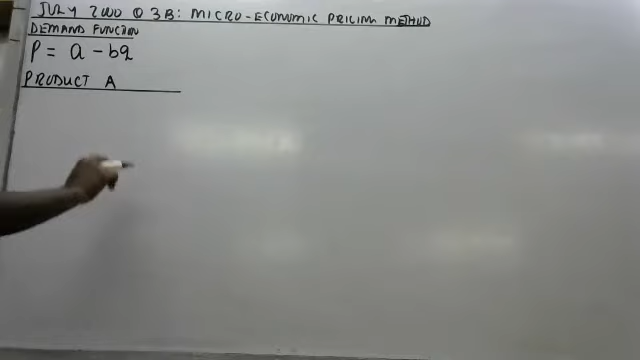 JULY 2000 Q 3B: MICRO-ECONOMIC PRICING METHOD
DEMAND FUNCTION
P = a - bq
PRODUCT A